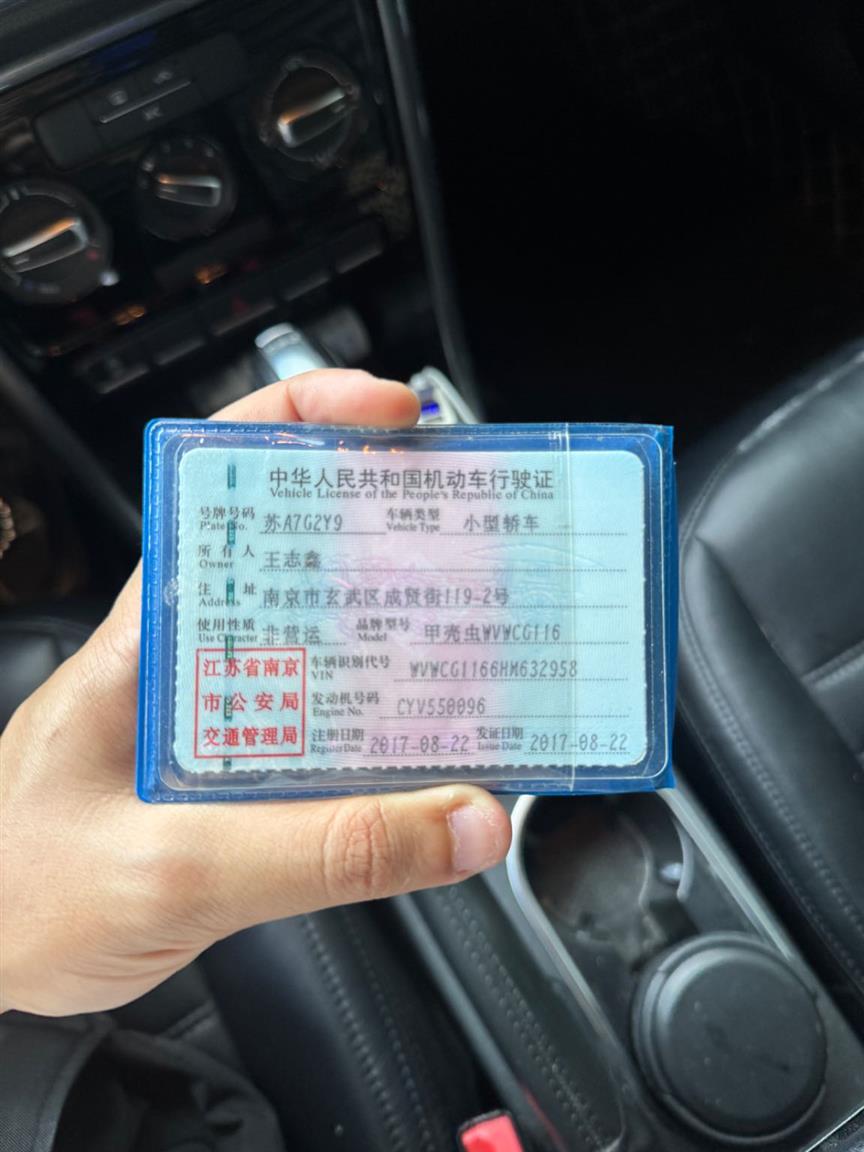 中华人民共和国机动车行驶证
Vehicle License of the People's Republic of China
号牌号码 苏A7G2Y9 车辆类型 小型轿车
Plate No. Vehicle Type
所有人 王志鑫
Owner
住址 南京市玄武区成贤街119-2号
Address
使用性质 非营运 品牌型号 甲壳虫WVWCG116
Use Character Model
江苏省南京
市公安局
交通管理局
车辆识别代号 WVWCG1166HM632958
VIN
发动机号码 CYV550096
Engine No.
注册日期 2017-08-22 发证日期 2017-08-22
Register Date Issue Date